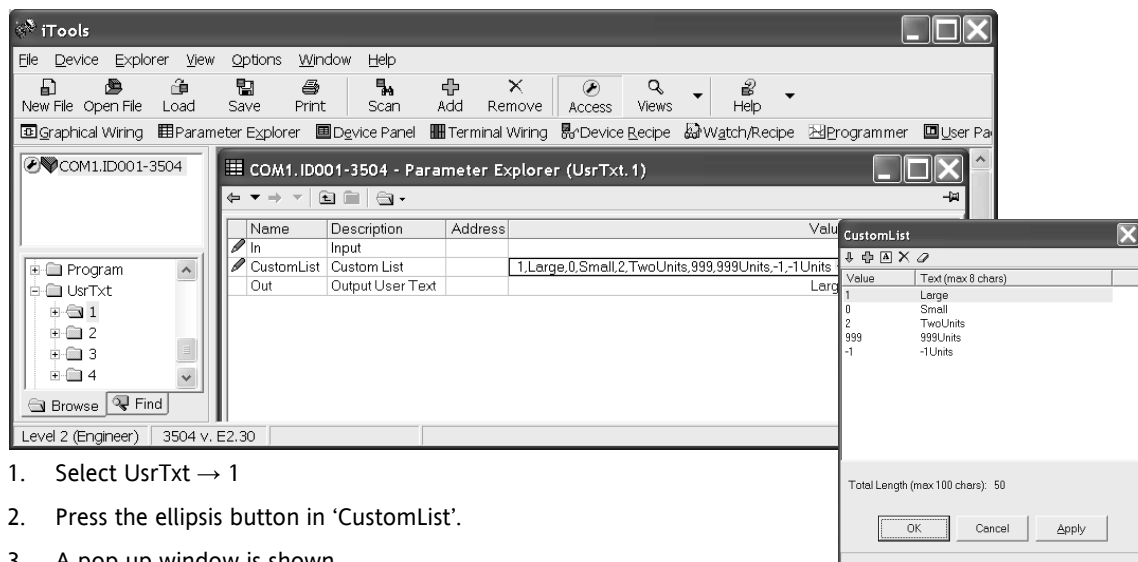 iTools
File Device Explorer View Options Window Help
New File Open File Load Save Print Scan Add Remove Access Views Help
Graphical Wiring Parameter Explorer Device Panel Terminal Wiring Device Recipe Watch/Recipe Programmer User Pa
COM1.ID001-3504
COM1.ID001-3504 - Parameter Explorer (UsrTxt.1)
Name Description Address Valu
In Input
CustomList Custom List 1,Large,0,Small,2,TwoUnits,999,999Units,-1,-1Units
Out Output User Text Larg
Program
UsrTxt
1
2
3
4
Browse Find
Level 2 (Engineer) 3504 v. E2.30
CustomList
Value Text (max 8 chars)
1 Large
0 Small
2 TwoUnits
999 999Units
-1 -1Units
Total Length (max 100 chars): 50
OK Cancel Apply
1. Select UsrTxt → 1
2. Press the ellipsis button in ‘CustomList’.
3. A pop up window is shown